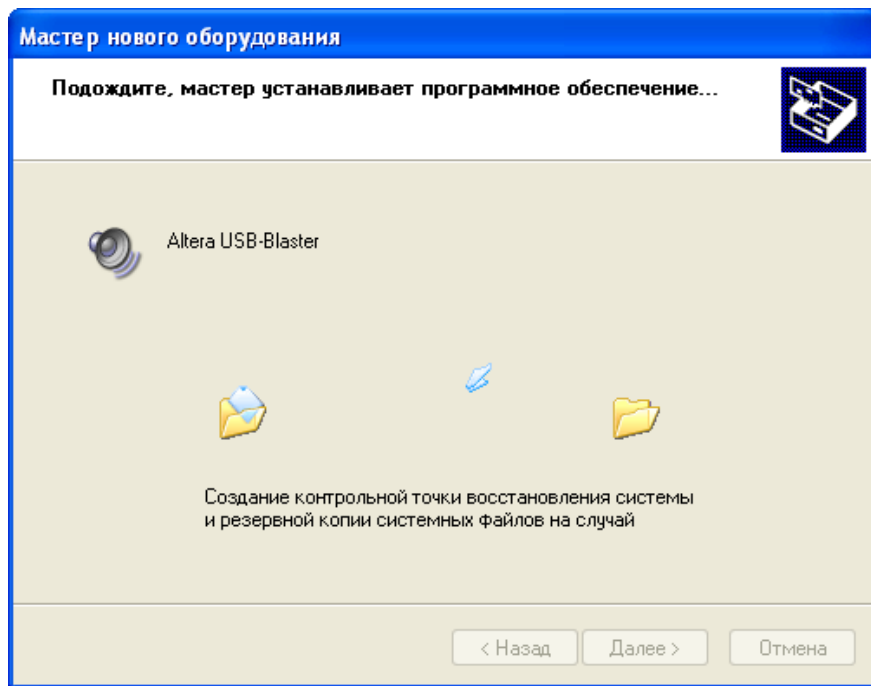 Мастер нового оборудования
Подождите, мастер устанавливает программное обеспечение...
Altera USB-Blaster
Создание контрольной точки восстановления системы
и резервной копии системных файлов на случай
< Назад Далее > Отмена